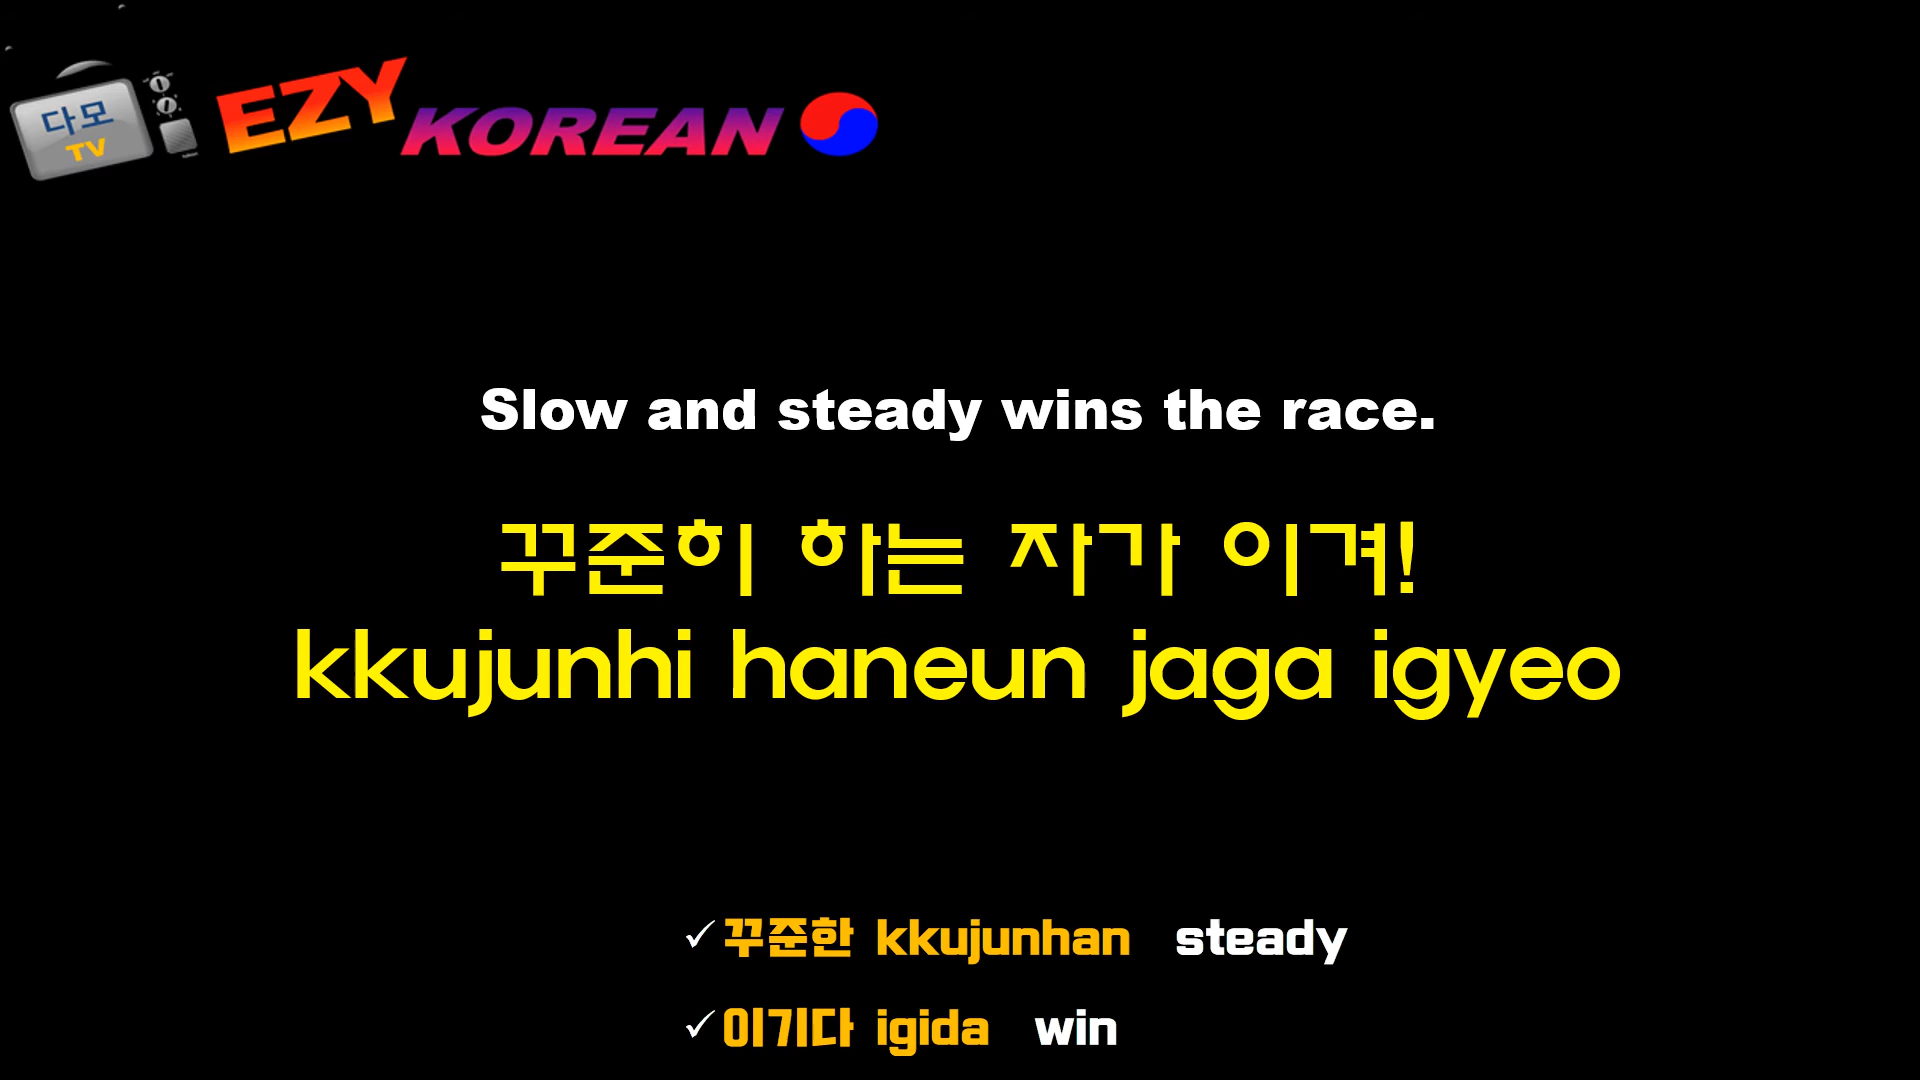 다모
TV
EZY KOREAN
Slow and steady wins the race.
꾸준히 하는 자가 이겨!
kkujunhi haneun jaga igyeo
✓꾸준한 kkujunhan steady
✓이기다 igida win